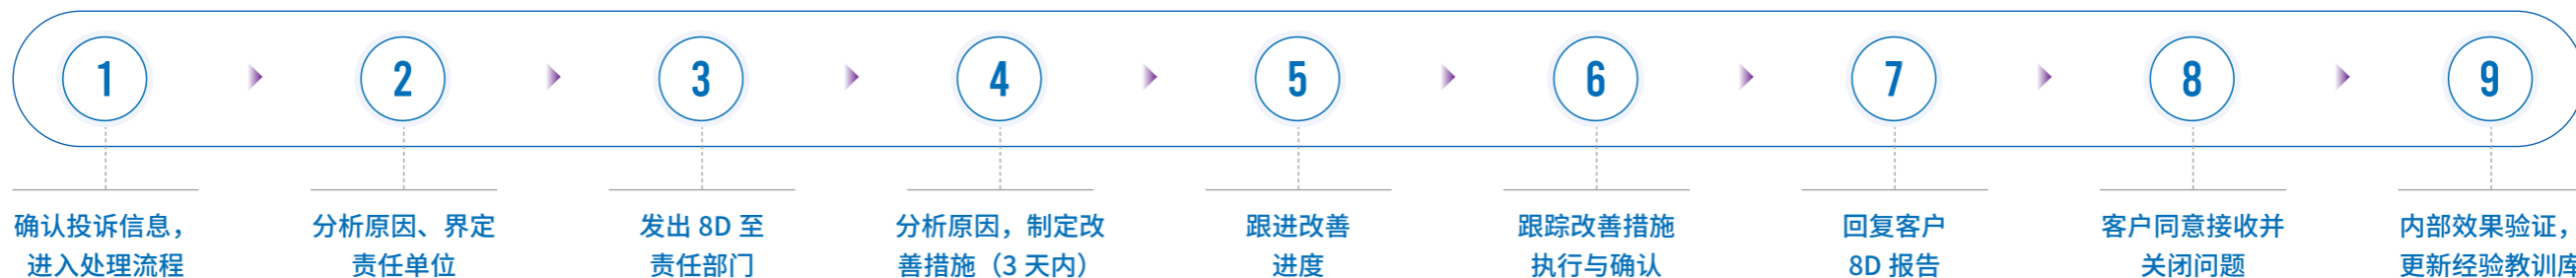 1
2
3
4
5
6
7
8
9
确认投诉信息，
进入处理流程
分析原因、界定
责任单位
发出 8D 至
责任部门
分析原因，制定改
善措施（3 天内）
跟进改善
进度
跟踪改善措施
执行与确认
回复客户
8D 报告
客户同意接收并
关闭问题
内部效果验证，
更新经验教训库